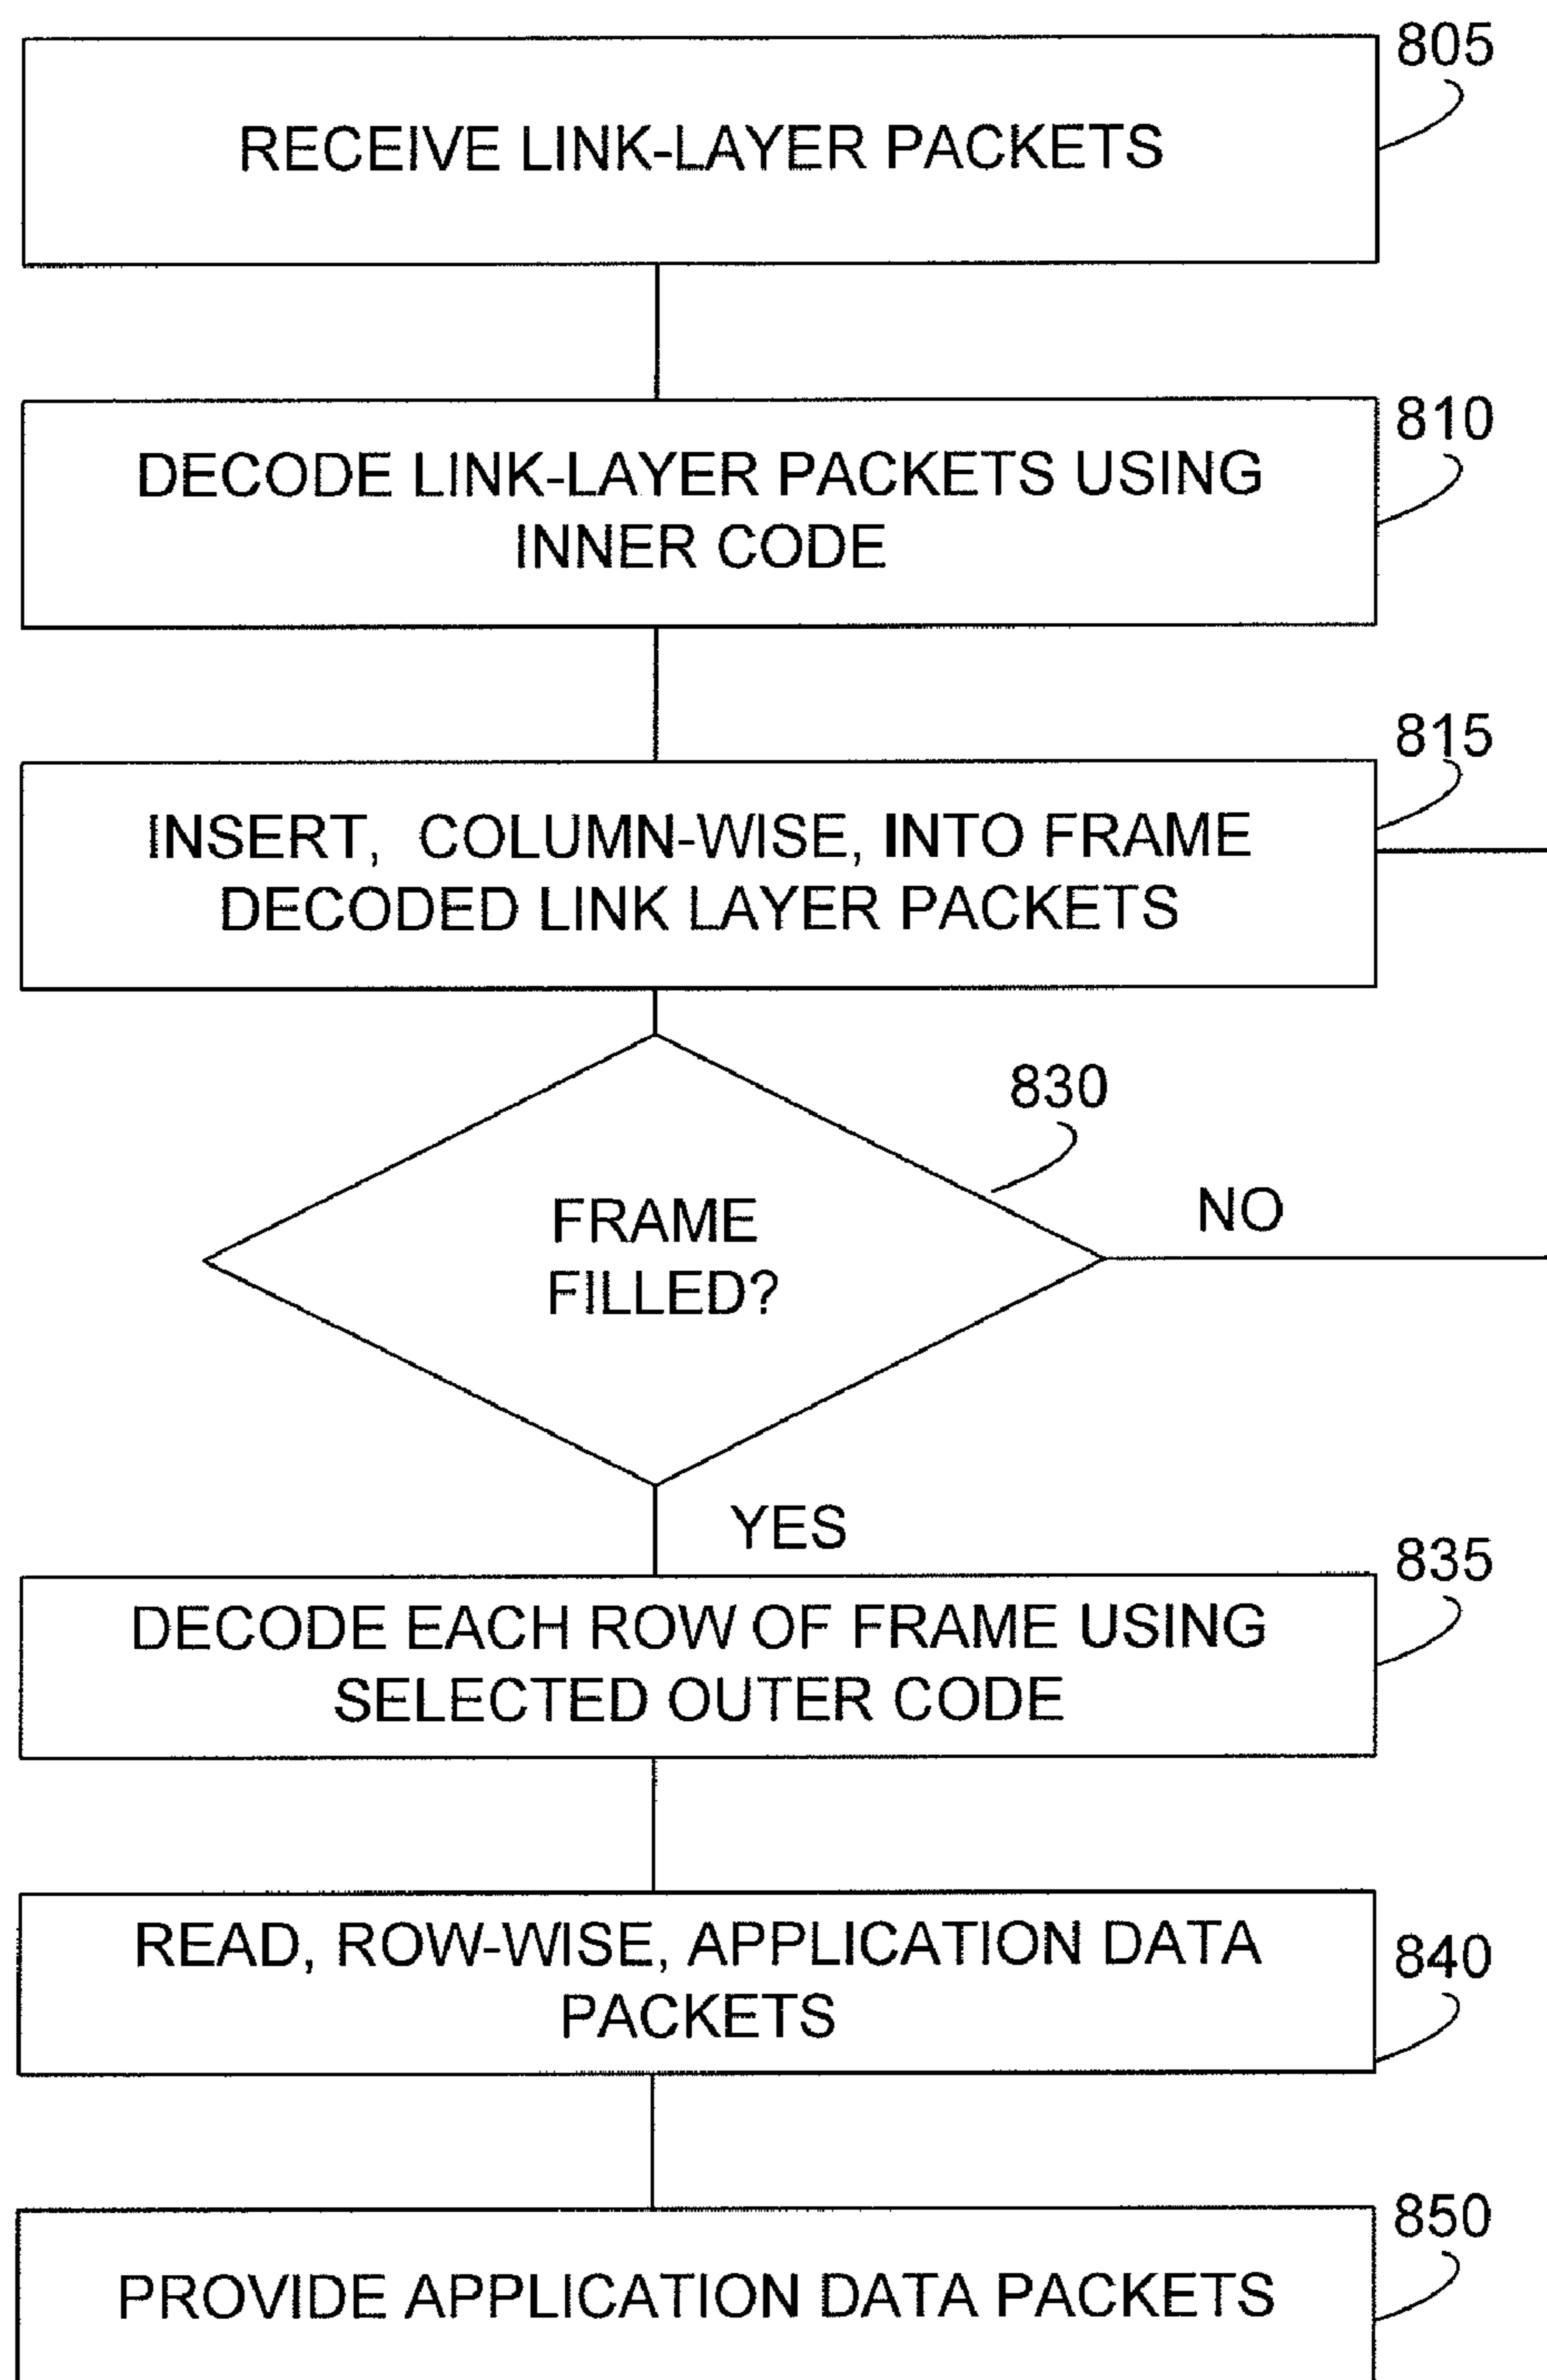 805
RECEIVE LINK-LAYER PACKETS
810
DECODE LINK-LAYER PACKETS USING
INNER CODE
815
INSERT, COLUMN-WISE, INTO FRAME
DECODED LINK LAYER PACKETS
830
FRAME
FILLED?
NO
YES
835
DECODE EACH ROW OF FRAME USING
SELECTED OUTER CODE
READ, ROW-WISE, APPLICATION DATA
PACKETS
840
850
PROVIDE APPLICATION DATA PACKETS